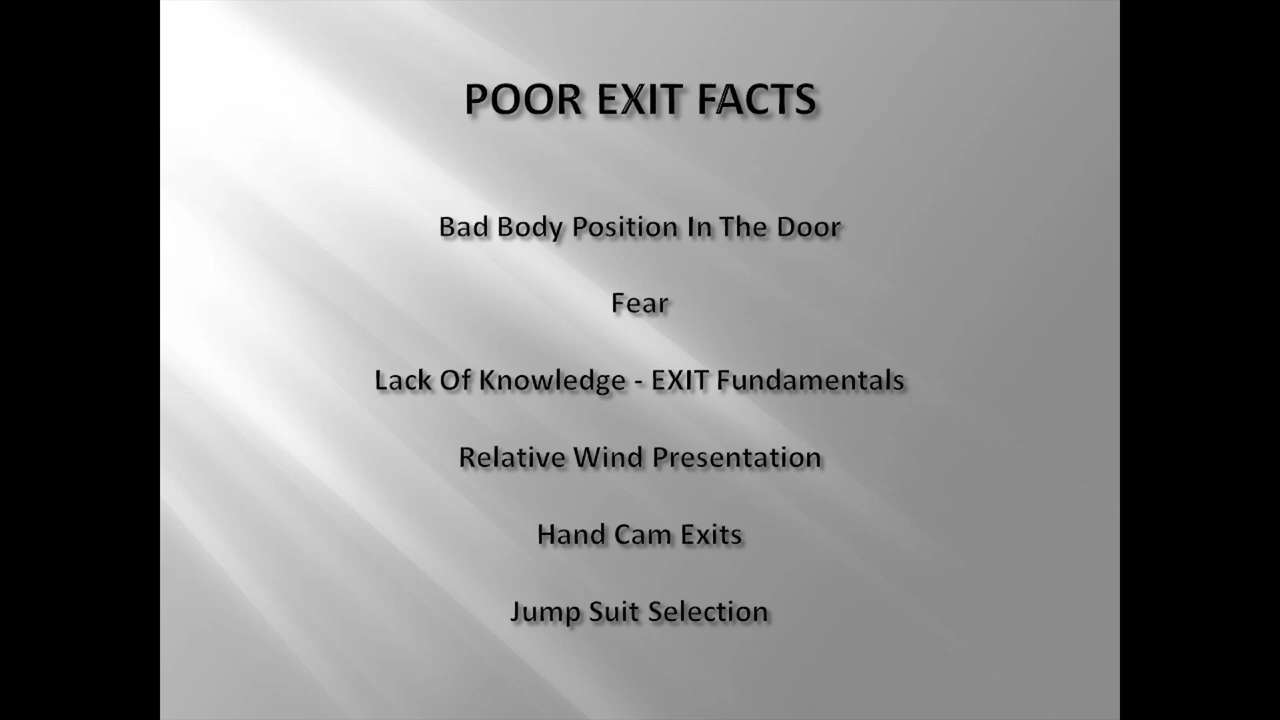 POOR EXIT FACTS
Bad Body Position In The Door
Fear
Lack Of Knowledge - EXIT Fundamentals
Relative Wind Presentation
Hand Cam Exits
Jump Suit Selection